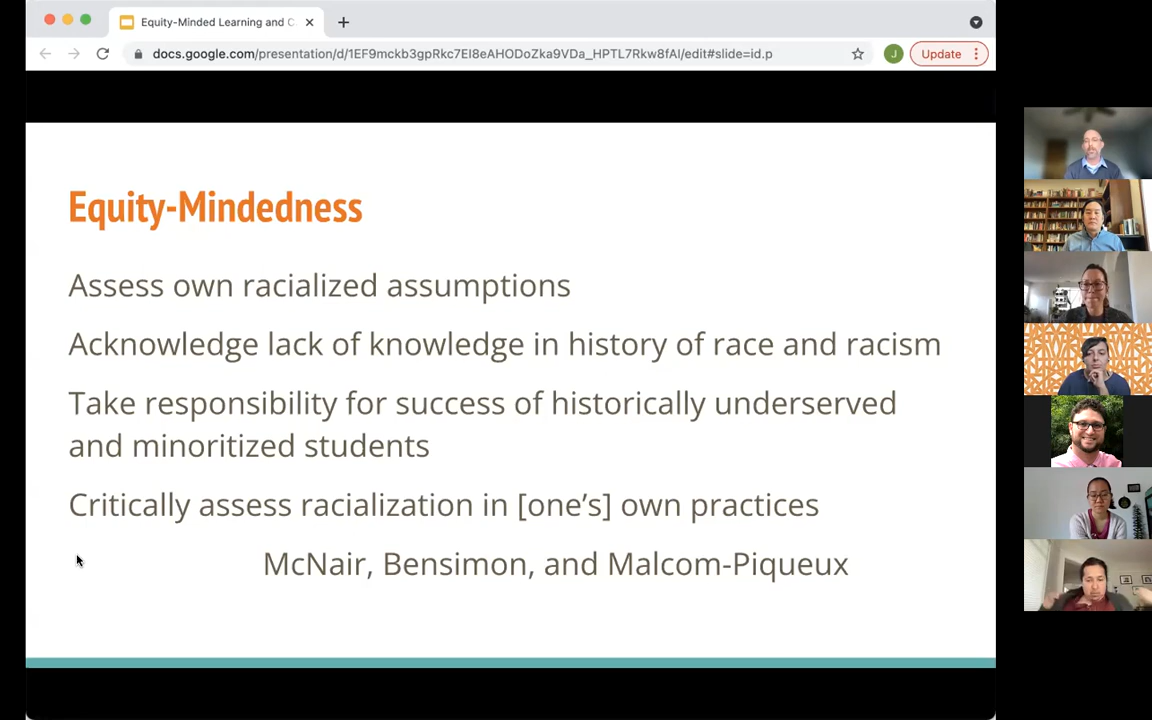 Equity-Minded Learning and C
docs.google.com/presentation/d/1EF9mckb3gpRkc7EI8eAHODoZka9VDa_HPTL7Rkw8fAI/edit#slide=id.p
J
Update
Equity-Mindedness
Assess own racialized assumptions
Acknowledge lack of knowledge in history of race and racism
Take responsibility for success of historically underserved
and minoritized students
Critically assess racialization in [one’s] own practices
McNair, Bensimon, and Malcom-Piqueux